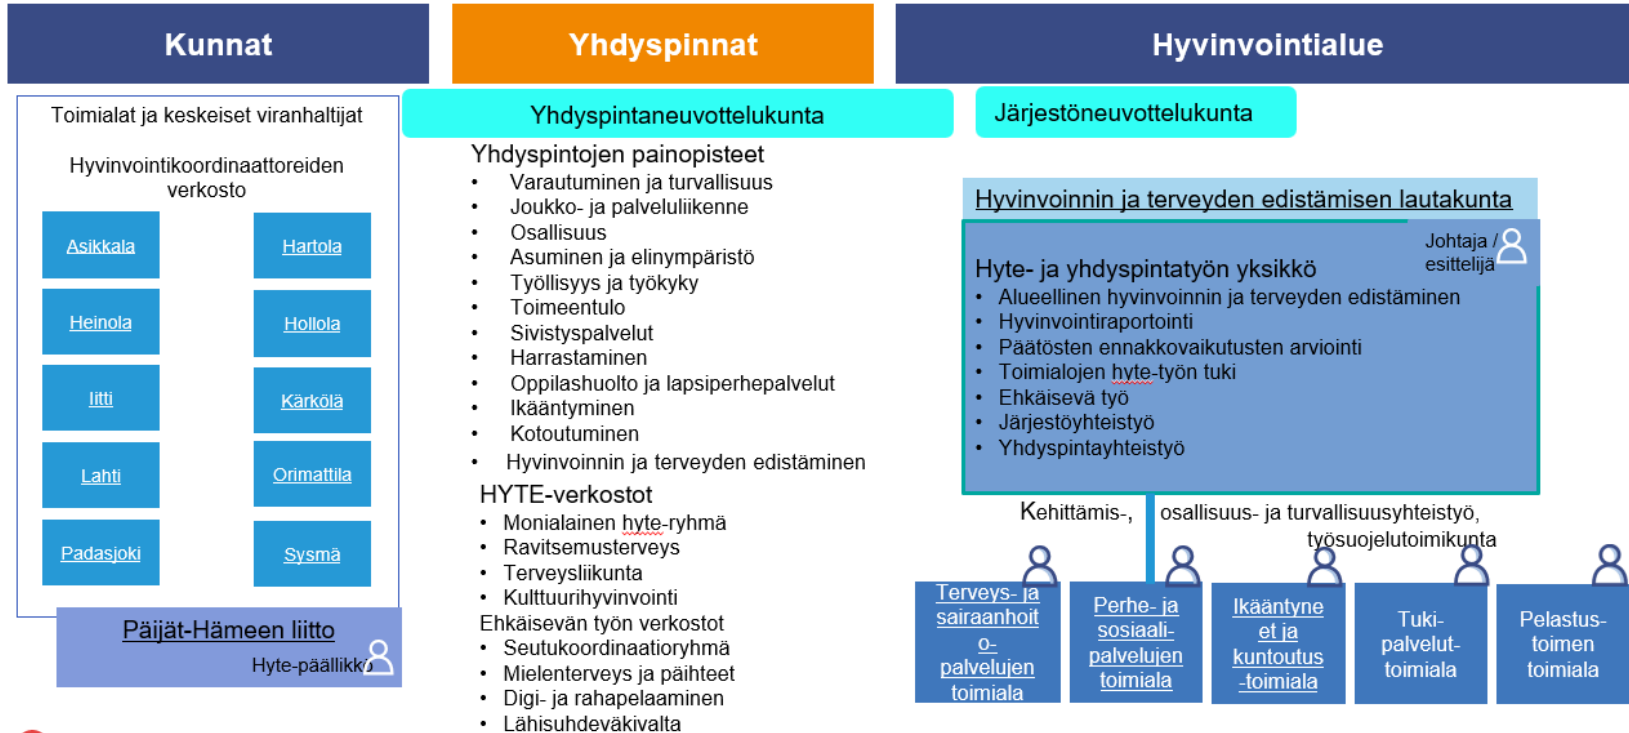 Kunnat
Toimialat ja keskeiset viranhaltijat
Hyvinvointikoordinaattoreiden
verkosto
Asikkala
Hartola
Heinola
Hollola
Iitti
Kärkölä
Lahti
Orimattila
Padasjoki
Sysmä
Päijät-Hämeen liitto
Hyte-päällikkö
Yhdyspinnat
Yhdyspintaneuvottelukunta
Yhdyspintojen painopisteet
• Varautuminen ja turvallisuus
• Joukko- ja palveluliikenne
• Osallisuus
• Asuminen ja elinympäristö
• Työllisyys ja työkyky
• Toimeentulo
• Sivistyspalvelut
• Harrastaminen
• Oppilashuolto ja lapsiperhepalvelut
• Ikääntyminen
• Kotoutuminen
• Hyvinvoinnin ja terveyden edistäminen
HYTE-verkostot
• Monialainen hyte-ryhmä
• Ravitsemusterveys
• Terveysliikunta
• Kulttuurihyvinvointi
Ehkäisevän työn verkostot
• Seutukoordinaatioryhmä
• Mielenterveys ja päihteet
• Digi- ja rahapelaaminen
• Lähisuhdeväkivalta
Hyvinvointialue
Järjestöneuvottelukunta
Hyvinvoinnin ja terveyden edistämisen lautakunta
Johtaja /
esittelijä
Hyte- ja yhdyspintatyön yksikkö
• Alueellinen hyvinvoinnin ja terveyden edistäminen
• Hyvinvointiraportointi
• Päätösten ennakkovaikutusten arviointi
• Toimialojen hyte-työn tuki
• Ehkäisevä työ
• Järjestöyhteistyö
• Yhdyspintayhteistyö
Kehittämis-, osallisuus- ja turvallisuusyhteistyö,
työsuojelutoimikunta
Terveys- ja
sairaanhoit
o-
palvelujen
toimiala
Perhe- ja
sosiaali-
palvelujen
toimiala
Ikääntyne
et ja
kuntoutus
-toimiala
Tuki-
palvelut-
toimiala
Pelastus-
toimen
toimiala